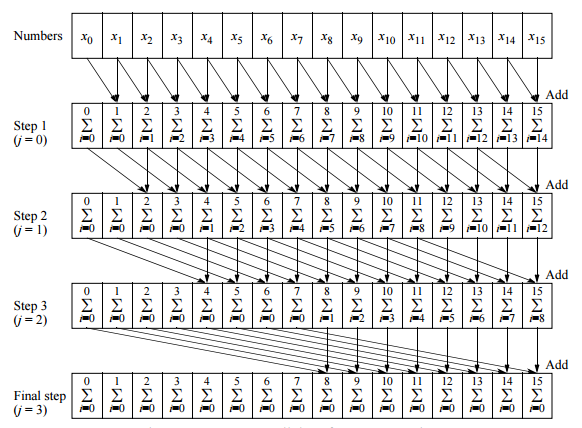 Numbers x0 x1 x2 x3 x4 x5 x6 x7 x8 x9 x10 x11 x12 x13 x14 x15
Add
0 1 2 3 4 5 6 7 8 9 10 11 12 13 14 15
Step 1 Σ Σ Σ Σ Σ Σ Σ Σ Σ Σ Σ Σ Σ Σ Σ Σ
(j = 0) i=0 i=0 i=1 i=2 i=3 i=4 i=5 i=6 i=7 i=8 i=9 i=10 i=11 i=12 i=13 i=14
Add
0 1 2 3 4 5 6 7 8 9 10 11 12 13 14 15
Step 2 Σ Σ Σ Σ Σ Σ Σ Σ Σ Σ Σ Σ Σ Σ Σ Σ
(j = 1) i=0 i=0 i=0 i=0 i=1 i=2 i=3 i=4 i=5 i=6 i=7 i=8 i=9 i=10 i=11 i=12
Add
0 1 2 3 4 5 6 7 8 9 10 11 12 13 14 15
Step 3 Σ Σ Σ Σ Σ Σ Σ Σ Σ Σ Σ Σ Σ Σ Σ Σ
(j = 2) i=0 i=0 i=0 i=0 i=0 i=0 i=0 i=0 i=1 i=2 i=3 i=4 i=5 i=6 i=7 i=8
Add
0 1 2 3 4 5 6 7 8 9 10 11 12 13 14 15
Final step Σ Σ Σ Σ Σ Σ Σ Σ Σ Σ Σ Σ Σ Σ Σ Σ
(j = 3) i=0 i=0 i=0 i=0 i=0 i=0 i=0 i=0 i=0 i=0 i=0 i=0 i=0 i=0 i=0 i=0